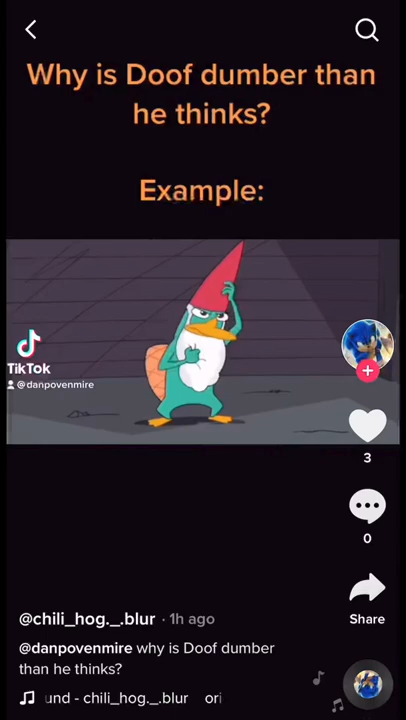 Why is Doof dumber than
he thinks?
Example:
TikTok
@danpovenmire
3
0
Share
@chili_hog._.blur · 1h ago
@danpovenmire why is Doof dumber
than he thinks?
und - chili_hog._.blur ori